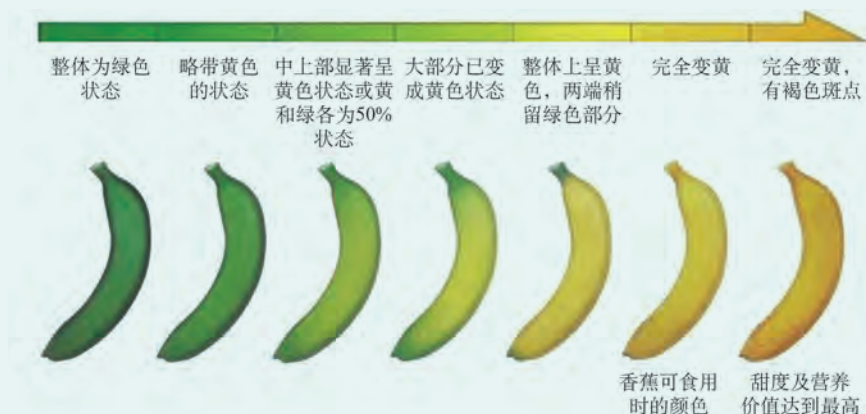 整体为绿色
状态
略带黄色
的状态
中上部显著呈
黄色状态或黄
和绿各为50%
状态
大部分已变
成黄色状态
整体上呈黄
色，两端稍
留绿色部分
完全变黄
完全变黄，
有褐色斑点
香蕉可食用
时的颜色
甜度及营养
价值达到最高